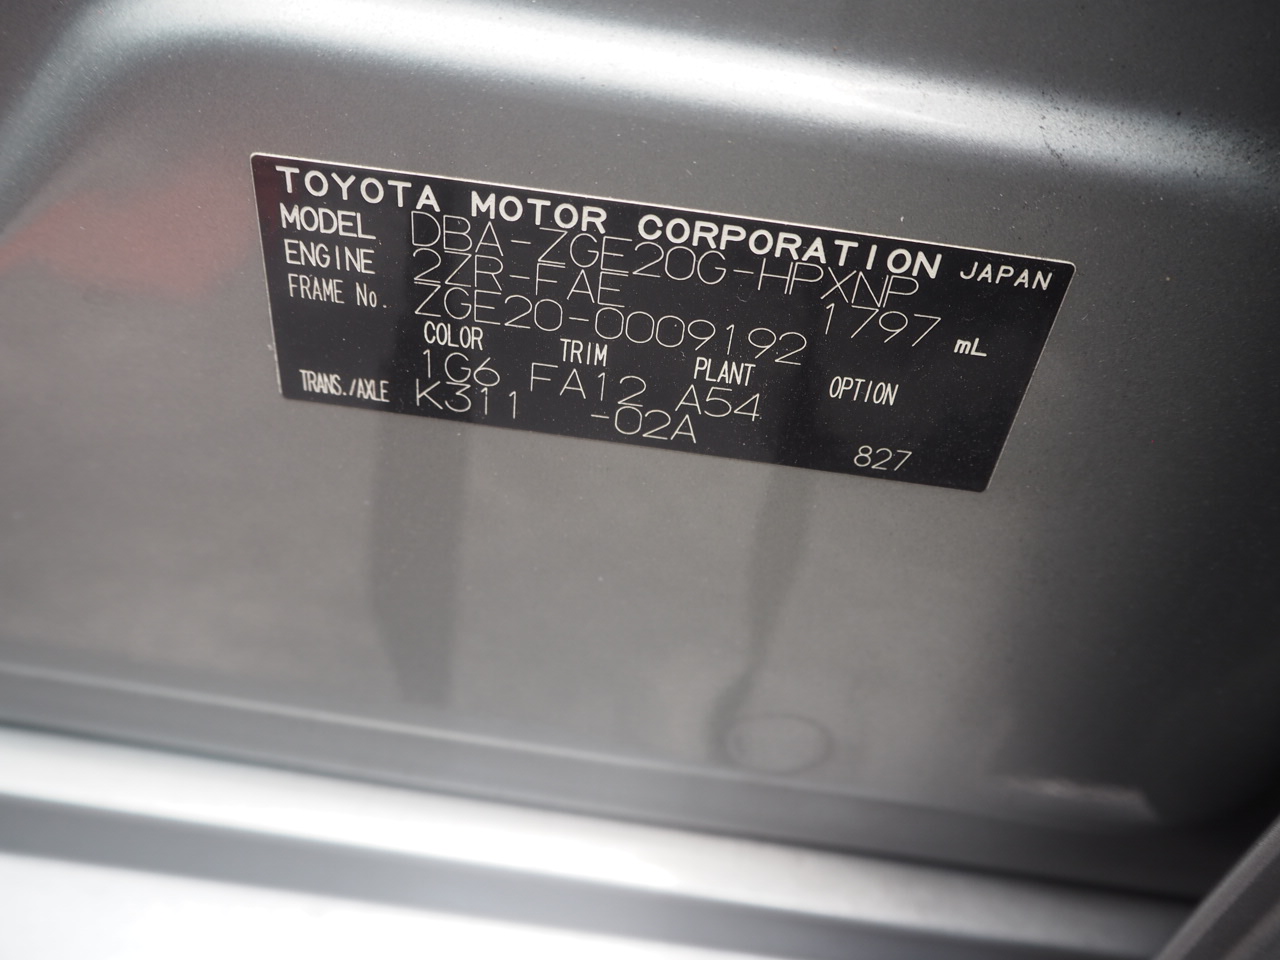 TOYOTA MOTOR CORPORATION JAPAN
MODEL DBA-ZGE20G-HPXNP
ENGINE 2ZR-FAE 1797 mL
FRAME No. ZGE20-0009192
COLOR TRIM PLANT OPTION
1G6 FA12 A54
TRANS./AXLE K311 -02A
827